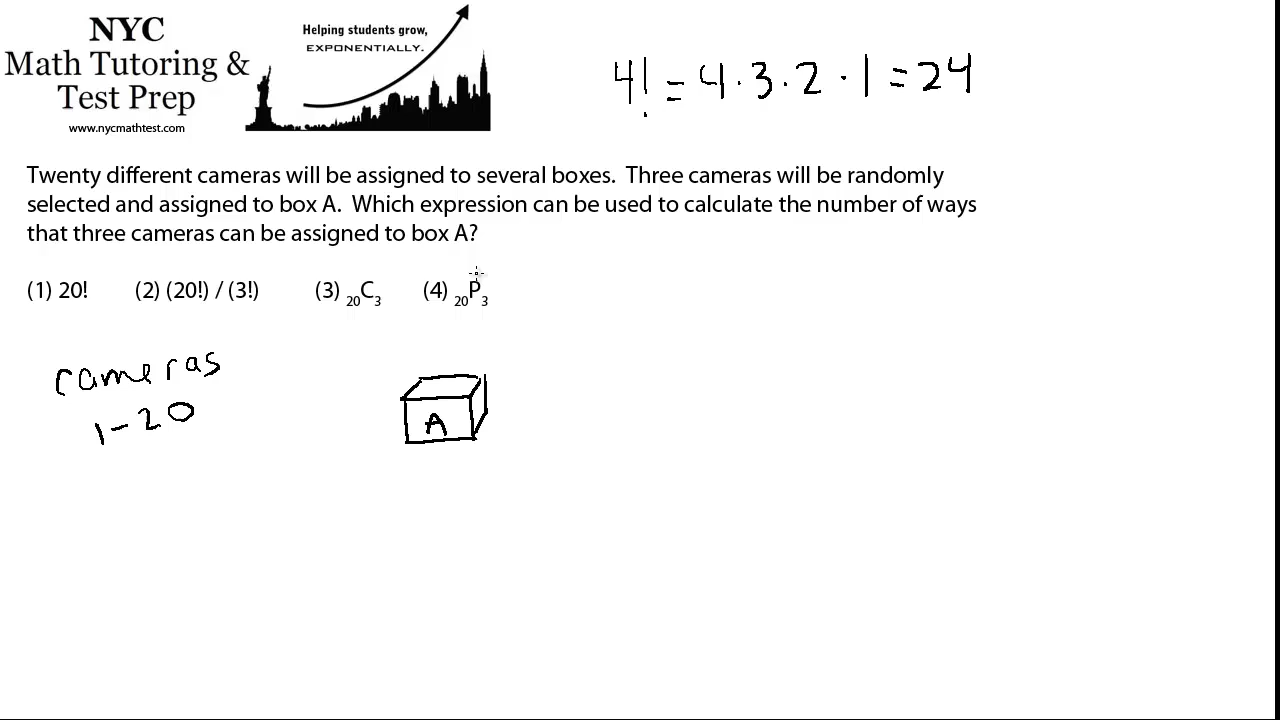 NYC
Math Tutoring &
Test Prep
www.nycmathtest.com
Helping students grow,
EXPONENTIALLY.
4! = 4 · 3 · 2 · 1 = 24
Twenty different cameras will be assigned to several boxes. Three cameras will be randomly
selected and assigned to box A. Which expression can be used to calculate the number of ways
that three cameras can be assigned to box A?
(1) 20! (2) (20!) / (3!) (3) ₂₀C₃ (4) ₂₀P₃
cameras
1-20
A